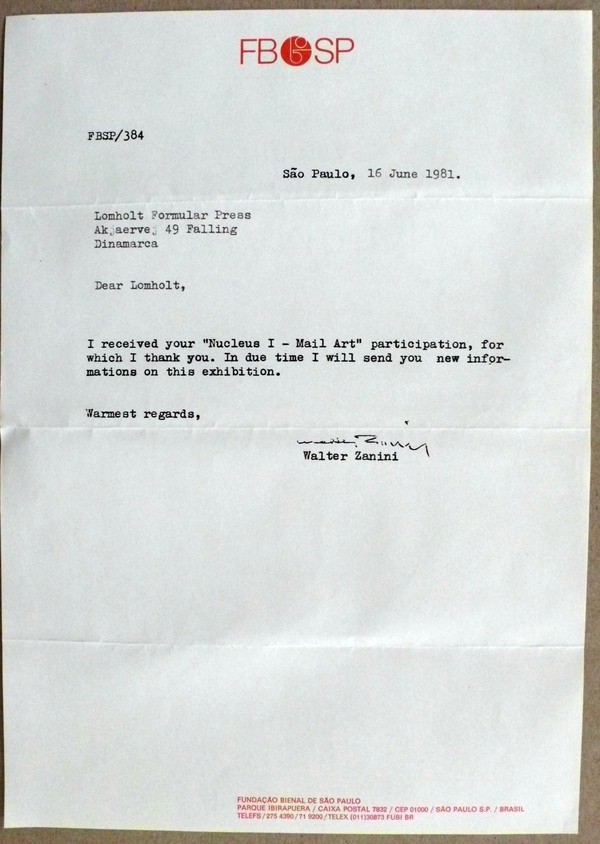 FBSP
FBSP/384
São Paulo, 16 June 1981.
Lomholt Formular Press
Akjaervej 49 Falling
Dinamarca
Dear Lomholt,
I received your "Nucleus I - Mail Art" participation, for
which I thank you. In due time I will send you new infor-
mations on this exhibition.
Warmest regards,
Walter Zanini
FUNDAÇÃO BIENAL DE SÃO PAULO
PARQUE IBIRAPUERA / CAIXA POSTAL 7832 / CEP 01000 / SÃO PAULO S.P. / BRASIL
TELEFS / 275 4390 / 71 9200 / TELEX (011)30873 FUBI BR